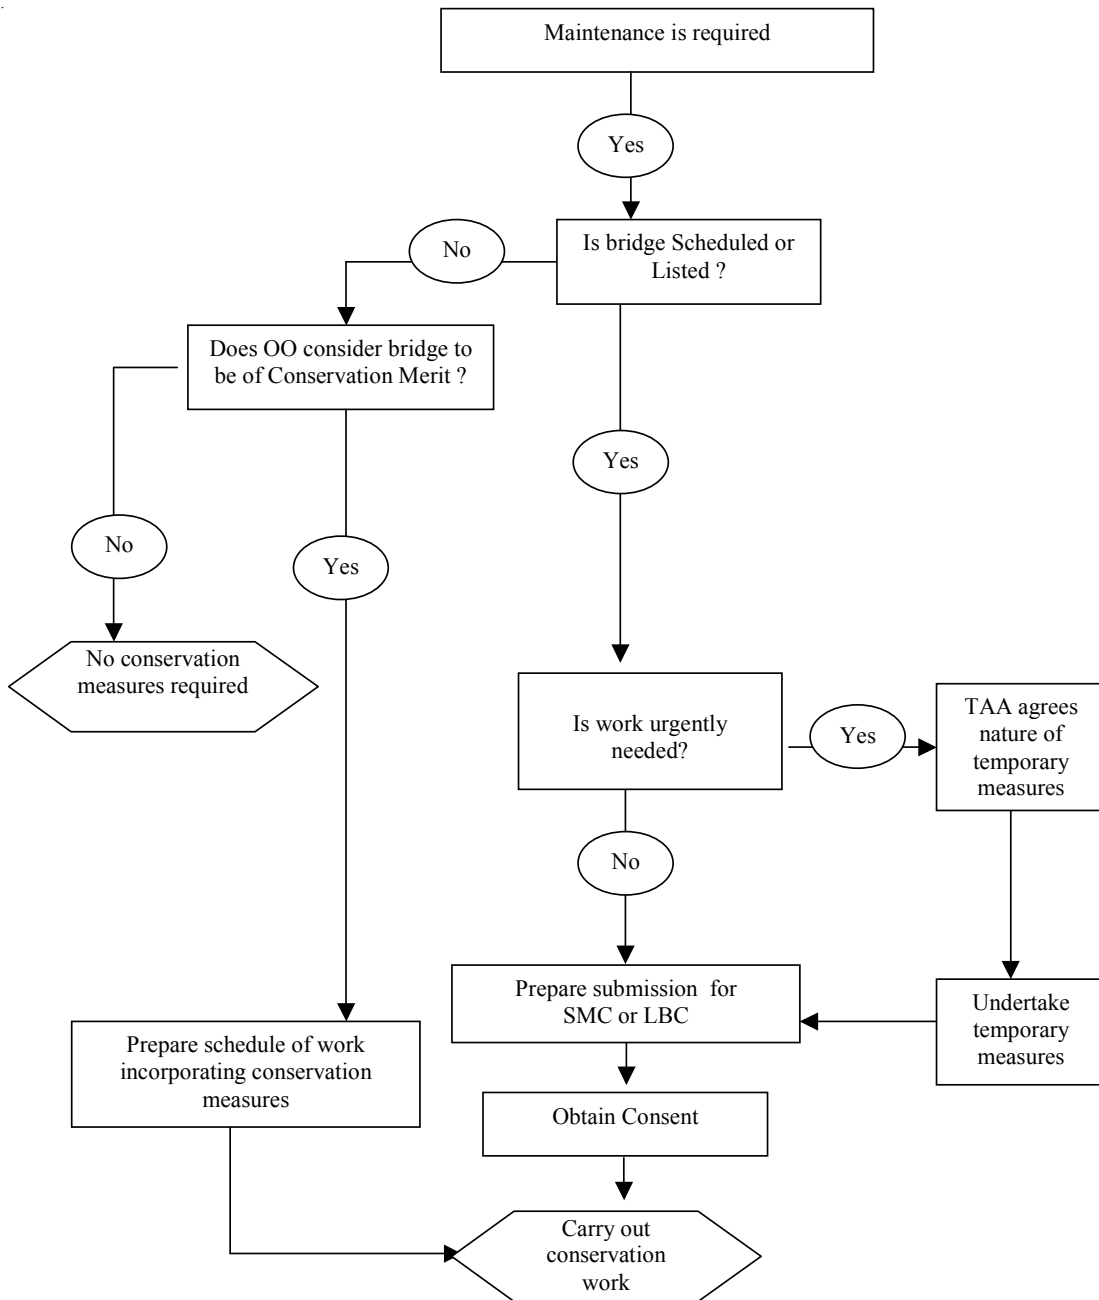 Maintenance is required
Yes
Is bridge Scheduled or
Listed ?
No
Does OO consider bridge to
be of Conservation Merit ?
Yes
No
Yes
No conservation
measures required
Is work urgently
needed?
Yes
TAA agrees
nature of
temporary
measures
No
Prepare submission for
SMC or LBC
Undertake
temporary
measures
Prepare schedule of work
incorporating conservation
measures
Obtain Consent
Carry out
conservation
work